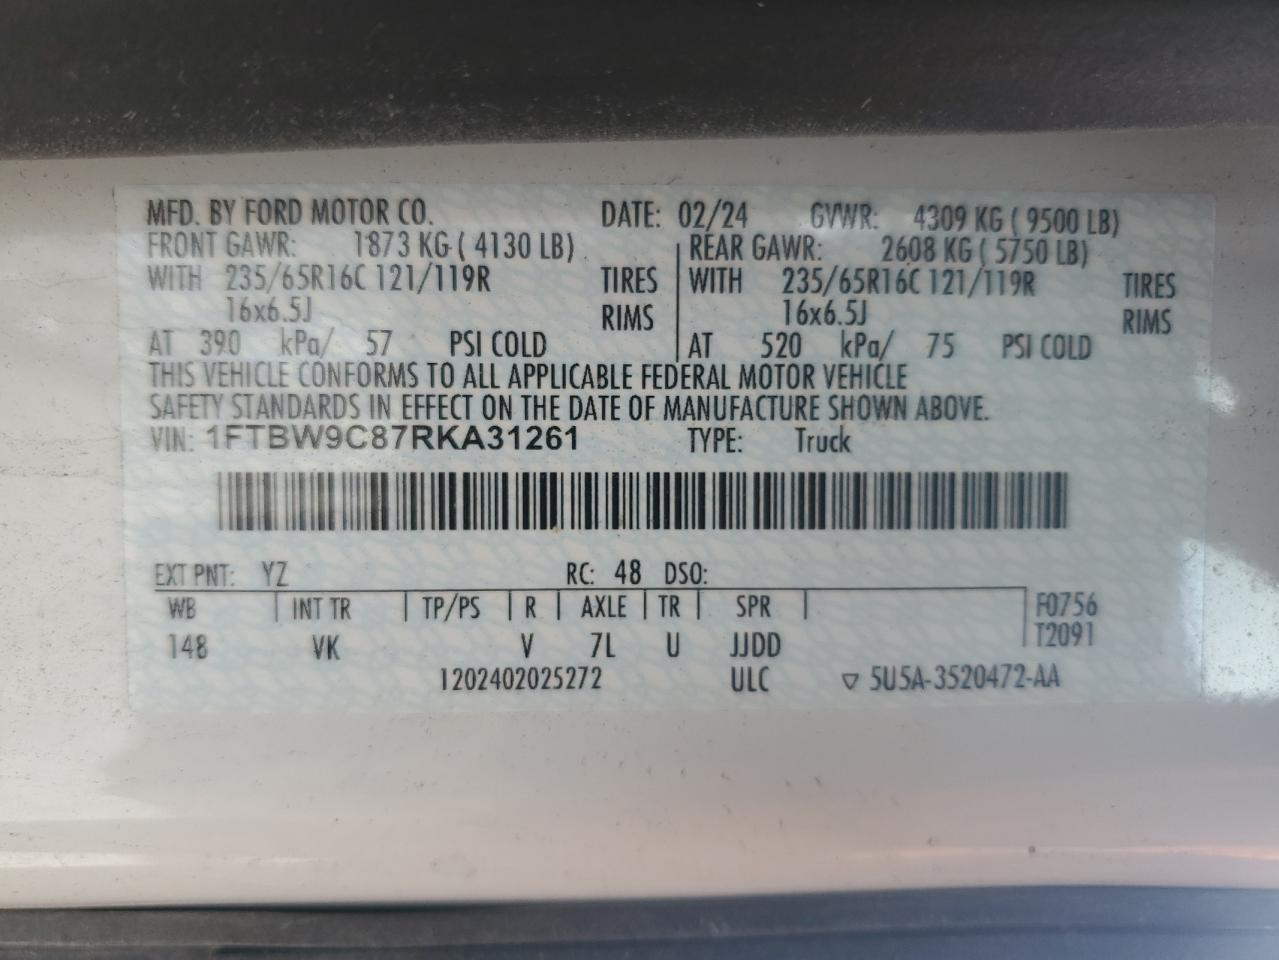 MFD. BY FORD MOTOR CO. DATE: 02/24 GVWR: 4309 KG ( 9500 LB)
FRONT GAWR: 1873 KG ( 4130 LB) REAR GAWR: 2608 KG ( 5750 LB)
WITH 235/65R16C 121/119R TIRES WITH 235/65R16C 121/119R TIRES
16x6.5J RIMS 16x6.5J RIMS
AT 390 kPa/ 57 PSI COLD AT 520 kPa/ 75 PSI COLD
THIS VEHICLE CONFORMS TO ALL APPLICABLE FEDERAL MOTOR VEHICLE
SAFETY STANDARDS IN EFFECT ON THE DATE OF MANUFACTURE SHOWN ABOVE.
VIN: 1FTBW9C87RKA31261 TYPE: Truck
EXT PNT: YZ RC: 48 DSO:
WB INT TR TP/PS R AXLE TR SPR F0756
148 VK V 7L U JJDD T2091
1202402025272 ULC ▽ 5U5A-3520472-AA